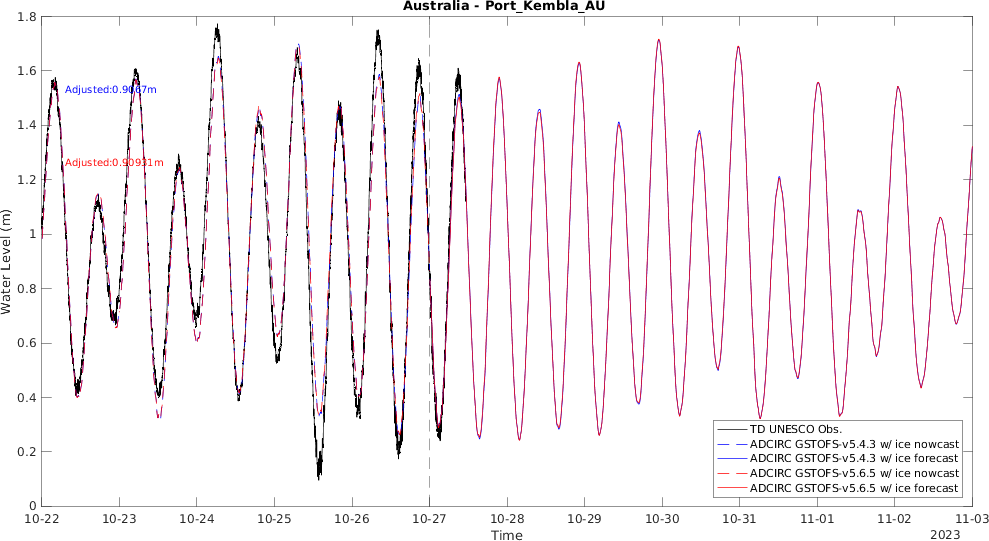 Australia - Port_Kembla_AU
Water Level (m)
1.8
1.6
1.4
1.2
1
0.8
0.6
0.4
0.2
0
Adjusted:0.9067m
Adjusted:0.90931m
TD UNESCO Obs.
ADCIRC GSTOFS-v5.4.3 w/ ice nowcast
ADCIRC GSTOFS-v5.4.3 w/ ice forecast
ADCIRC GSTOFS-v5.6.5 w/ ice nowcast
ADCIRC GSTOFS-v5.6.5 w/ ice forecast
10-22 10-23 10-24 10-25 10-26 10-27 10-28 10-29 10-30 10-31 11-01 11-02 11-03
Time
2023